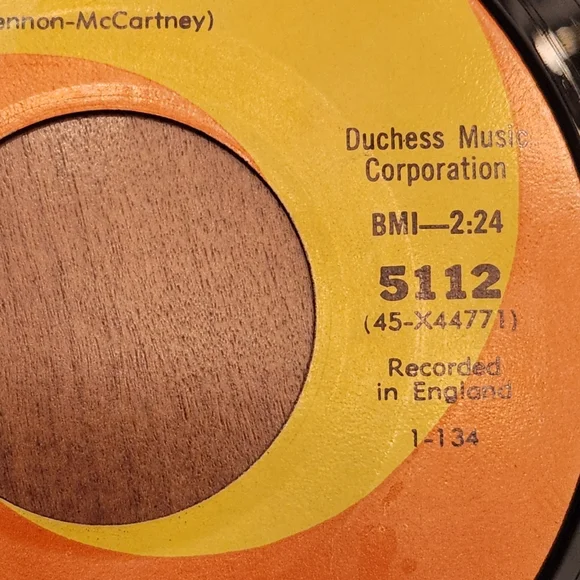 ennon-McCartney)
Duchess Music
Corporation
BMI—2:24
5112
(45-X44771)
Recorded
in England
1-134